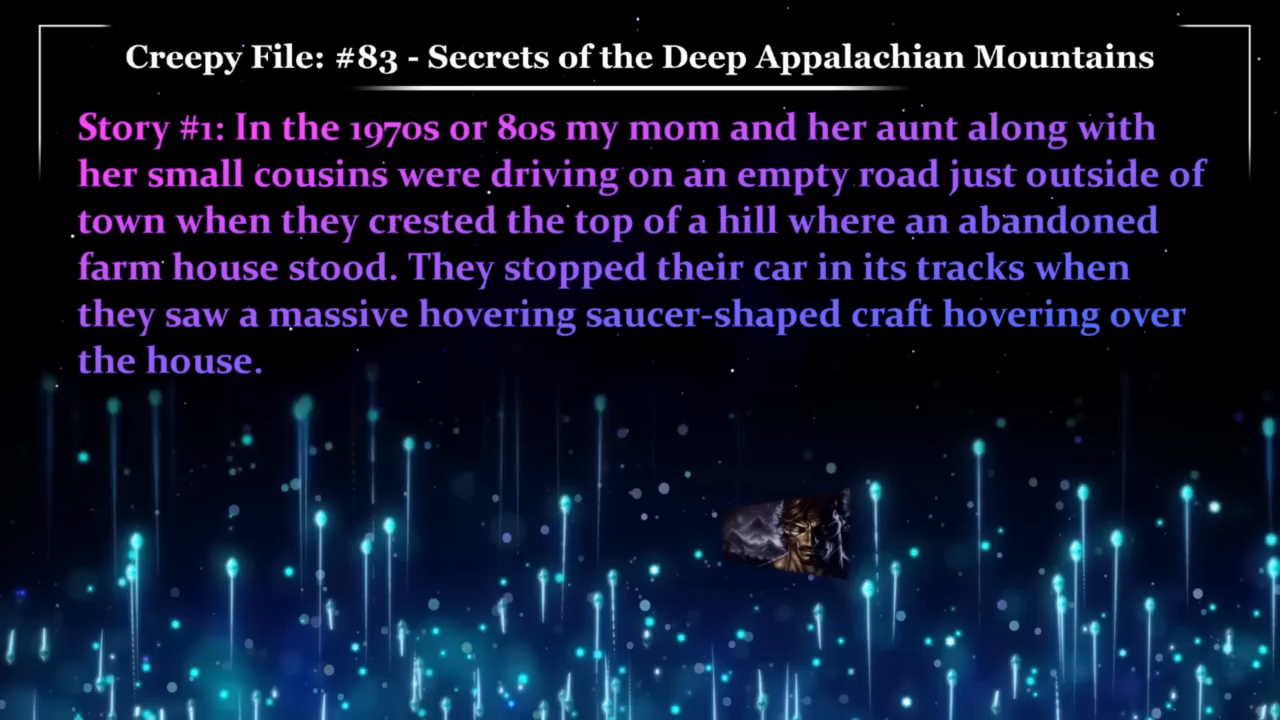 Creepy File: #83 - Secrets of the Deep Appalachian Mountains
Story #1: In the 1970s or 80s my mom and her aunt along with
her small cousins were driving on an empty road just outside of
town when they crested the top of a hill where an abandoned
farm house stood. They stopped their car in its tracks when
they saw a massive hovering saucer-shaped craft hovering over
the house.